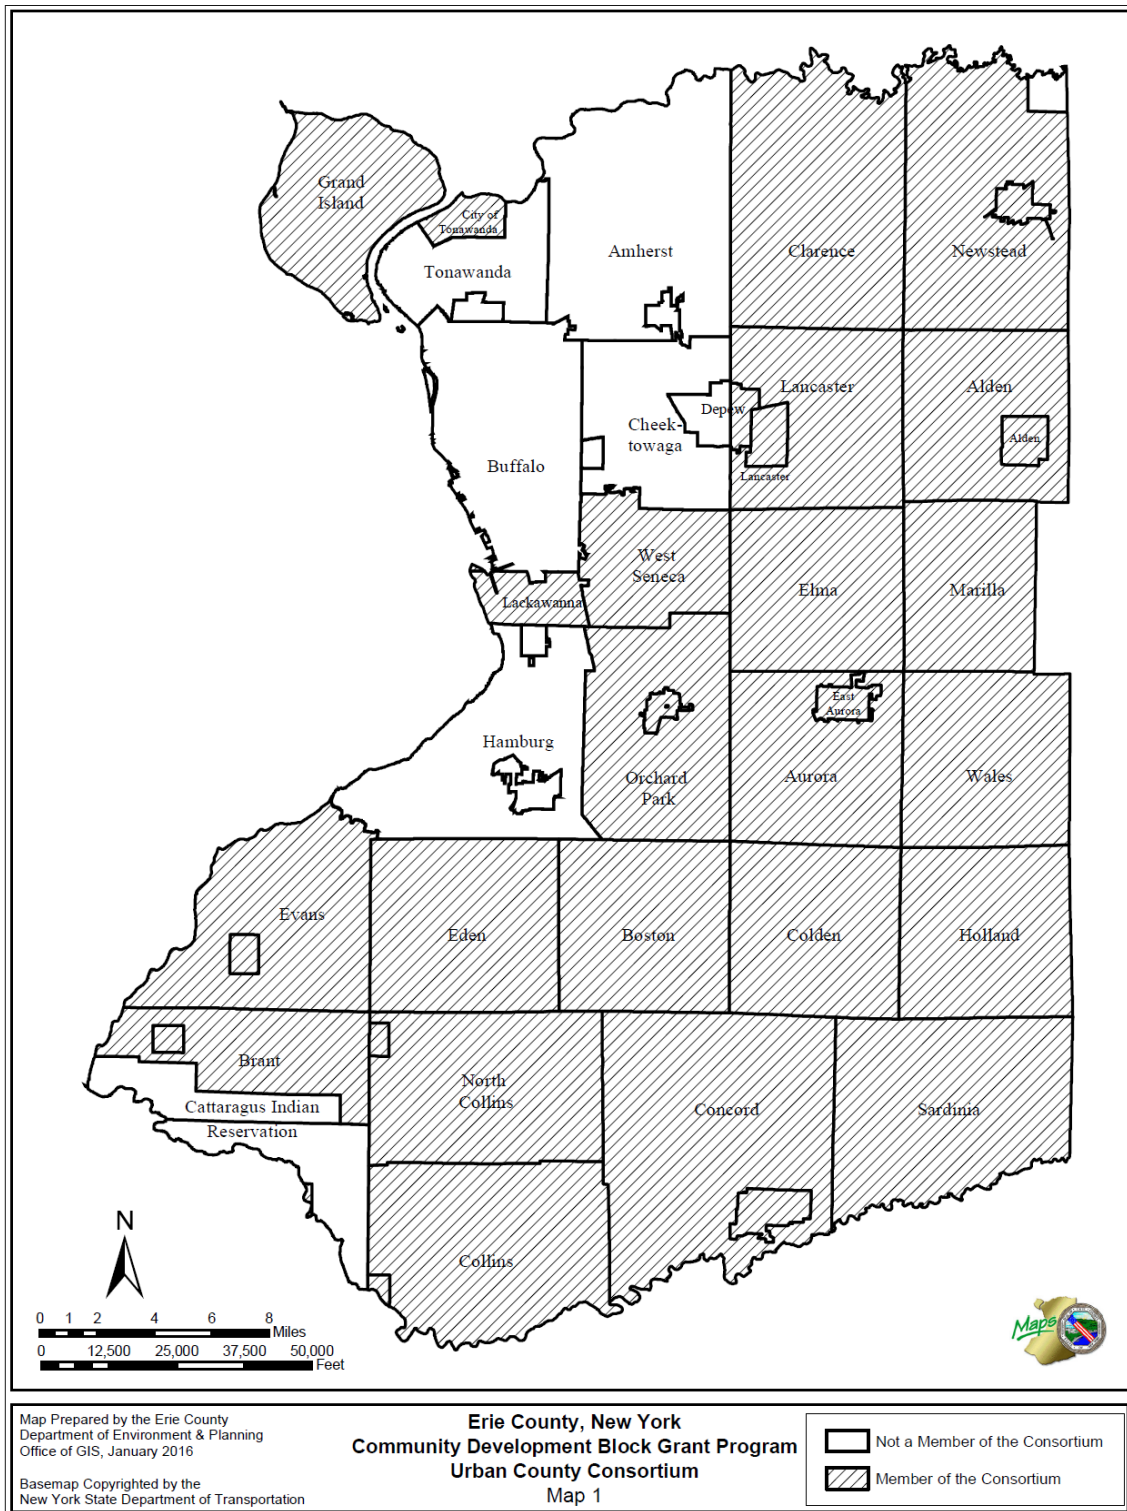 Grand
Island
City of
Tonawanda
Tonawanda
Amherst
Clarence
Newstead
Lancaster
Alden
Depew
Cheek-
towaga
Alden
Buffalo
Lancaster
West
Seneca
Elma
Marilla
Lackawanna
East
Aurora
Hamburg
Orchard
Park
Aurora
Wales
Evans
Eden
Boston
Colden
Holland
Brant
North
Collins
Cattaragus Indian
Reservation
Concord
Sardinia
Collins
N
0 1 2 4 6 8
Miles
0 12,500 25,000 37,500 50,000
Feet
Maps
Map Prepared by the Erie County
Department of Environment & Planning
Office of GIS, January 2016
Basemap Copyrighted by the
New York State Department of Transportation
Erie County, New York
Community Development Block Grant Program
Urban County Consortium
Map 1
Not a Member of the Consortium
Member of the Consortium